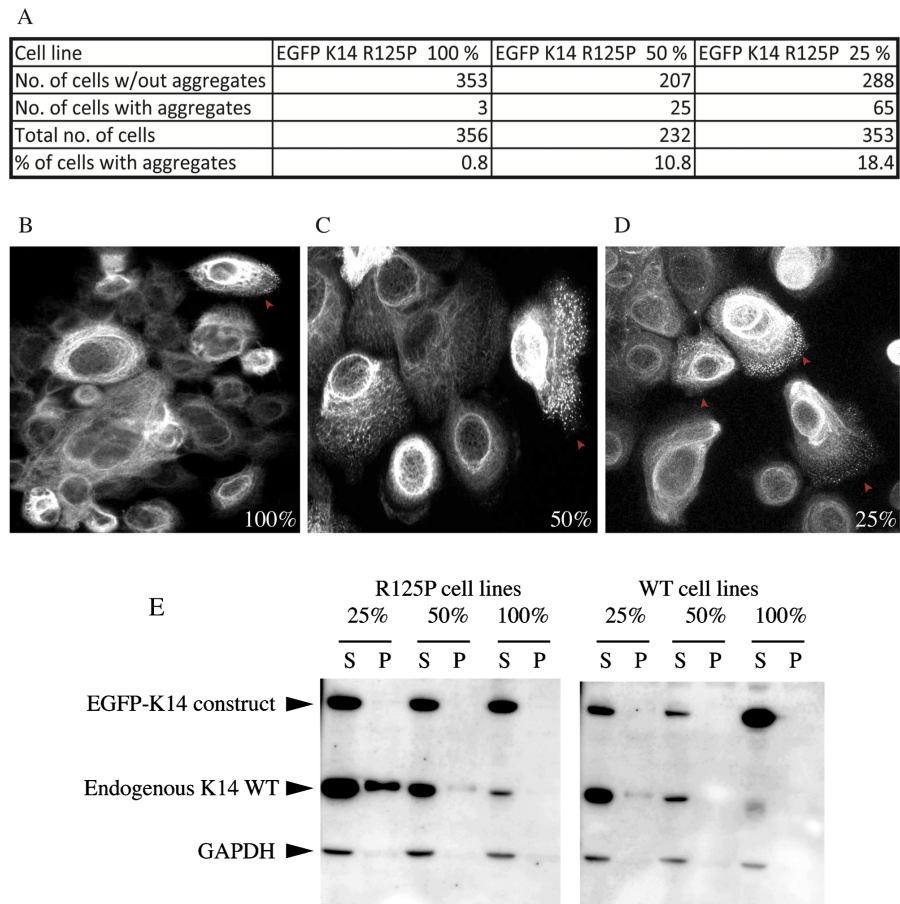 A
Cell line EGFP K14 R125P 100 % EGFP K14 R125P 50 % EGFP K14 R125P 25 %
No. of cells w/out aggregates 353 207 288
No. of cells with aggregates 3 25 65
Total no. of cells 356 232 353
% of cells with aggregates 0.8 10.8 18.4
B C D
100% 50% 25%
E
R125P cell lines WT cell lines
25% 50% 100% 25% 50% 100%
S P S P S P S P S P S P
EGFP-K14 construct
Endogenous K14 WT
GAPDH